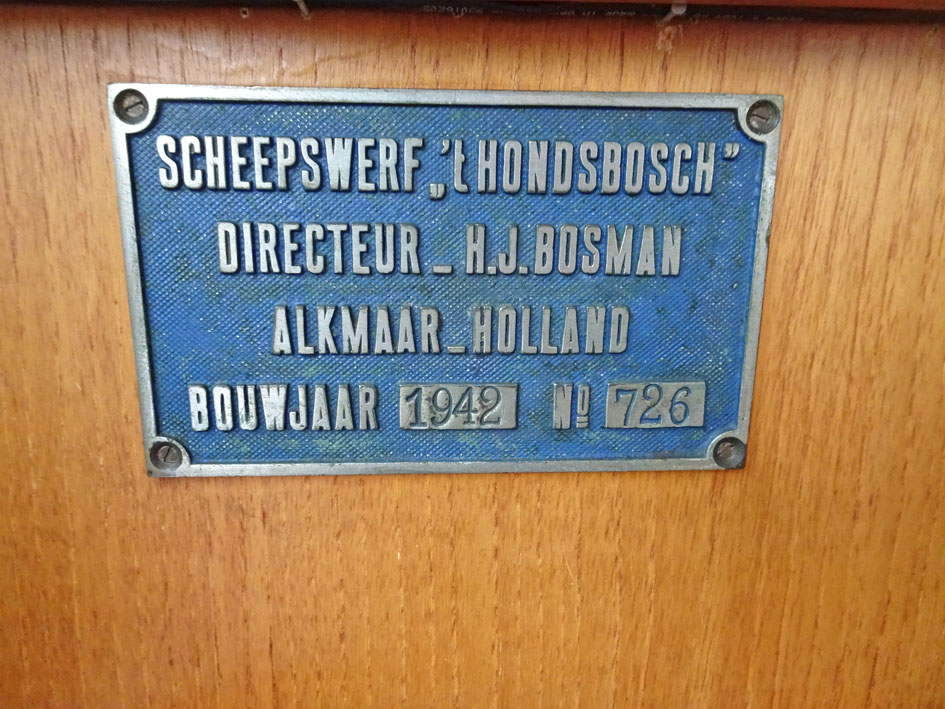 SCHEEPSWERF „'t HONDSBOSCH”
DIRECTEUR - H.J. BOSMAN
ALKMAAR - HOLLAND
BOUWJAAR 1942 No 726